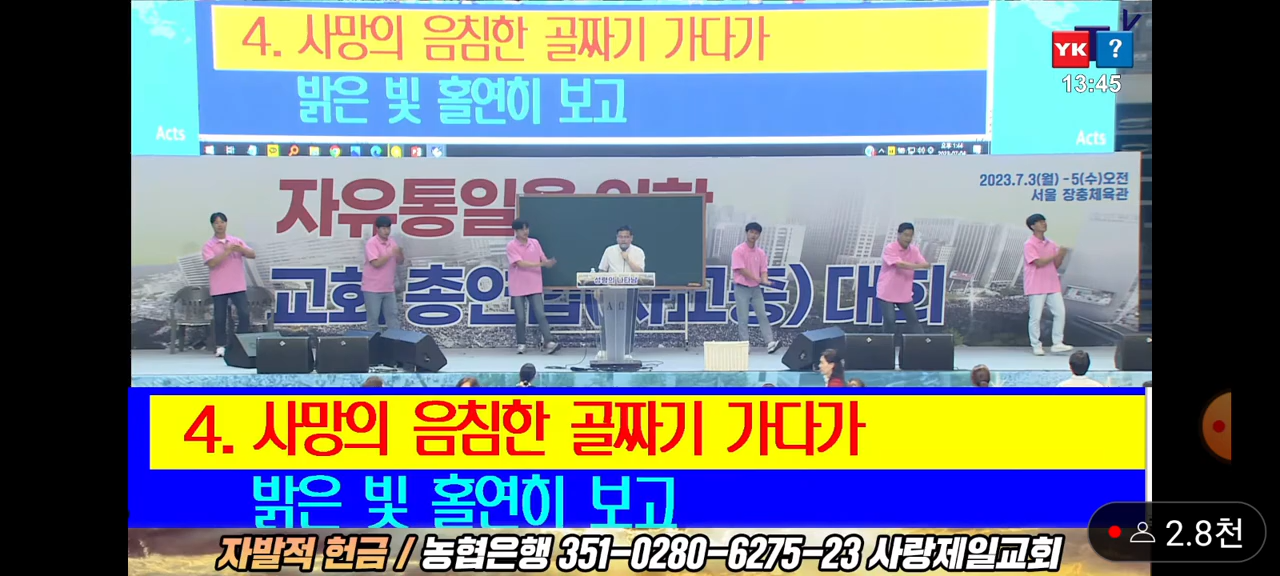 4. 사망의 음침한 골짜기 가다가
밝은 빛 홀연히 보고
YK TV ?
13:45
Acts
Acts
2023.7.3(월) - 5(수)오전
서울 장충체육관
자유통일을 위한
교회 총연합 대회
4. 사망의 음침한 골짜기 가다가
밝은 빛 홀연히 보고
자발적 헌금 / 농협은행 351-0280-6275-23 사랑제일교회
2.8천